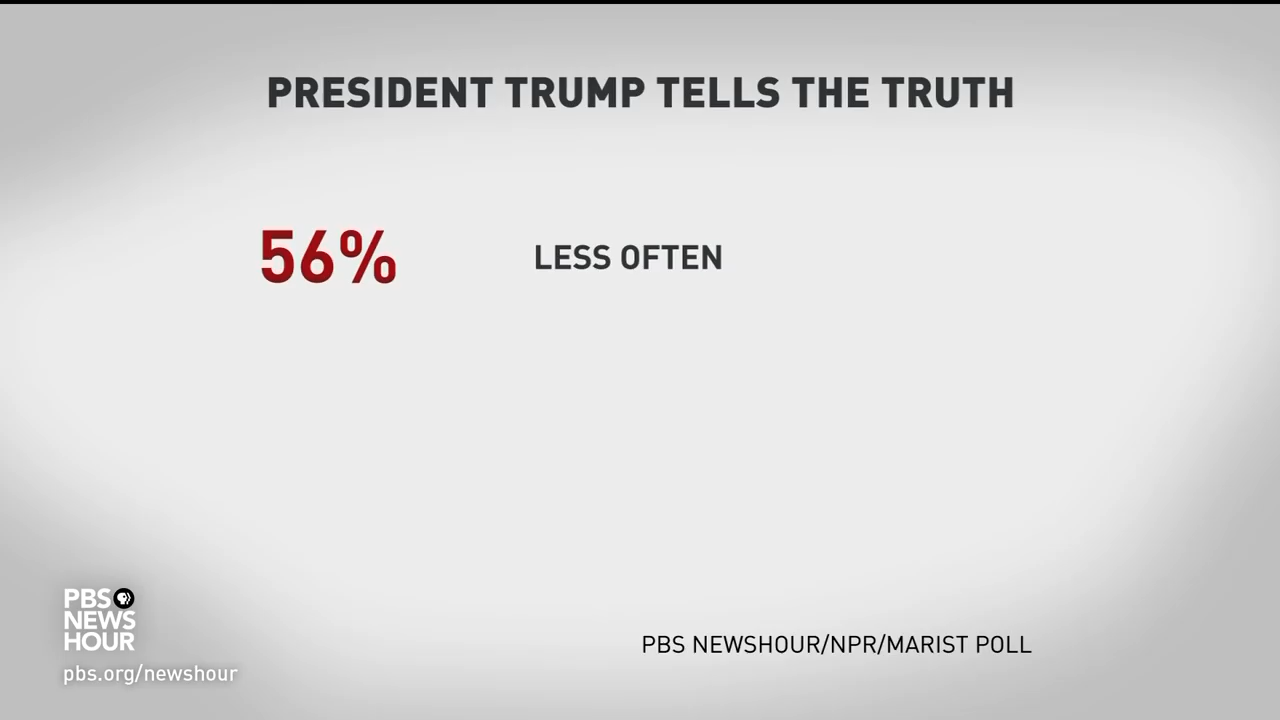 PRESIDENT TRUMP TELLS THE TRUTH
56% LESS OFTEN
PBS
NEWS
HOUR
pbs.org/newshour
PBS NEWSHOUR/NPR/MARIST POLL